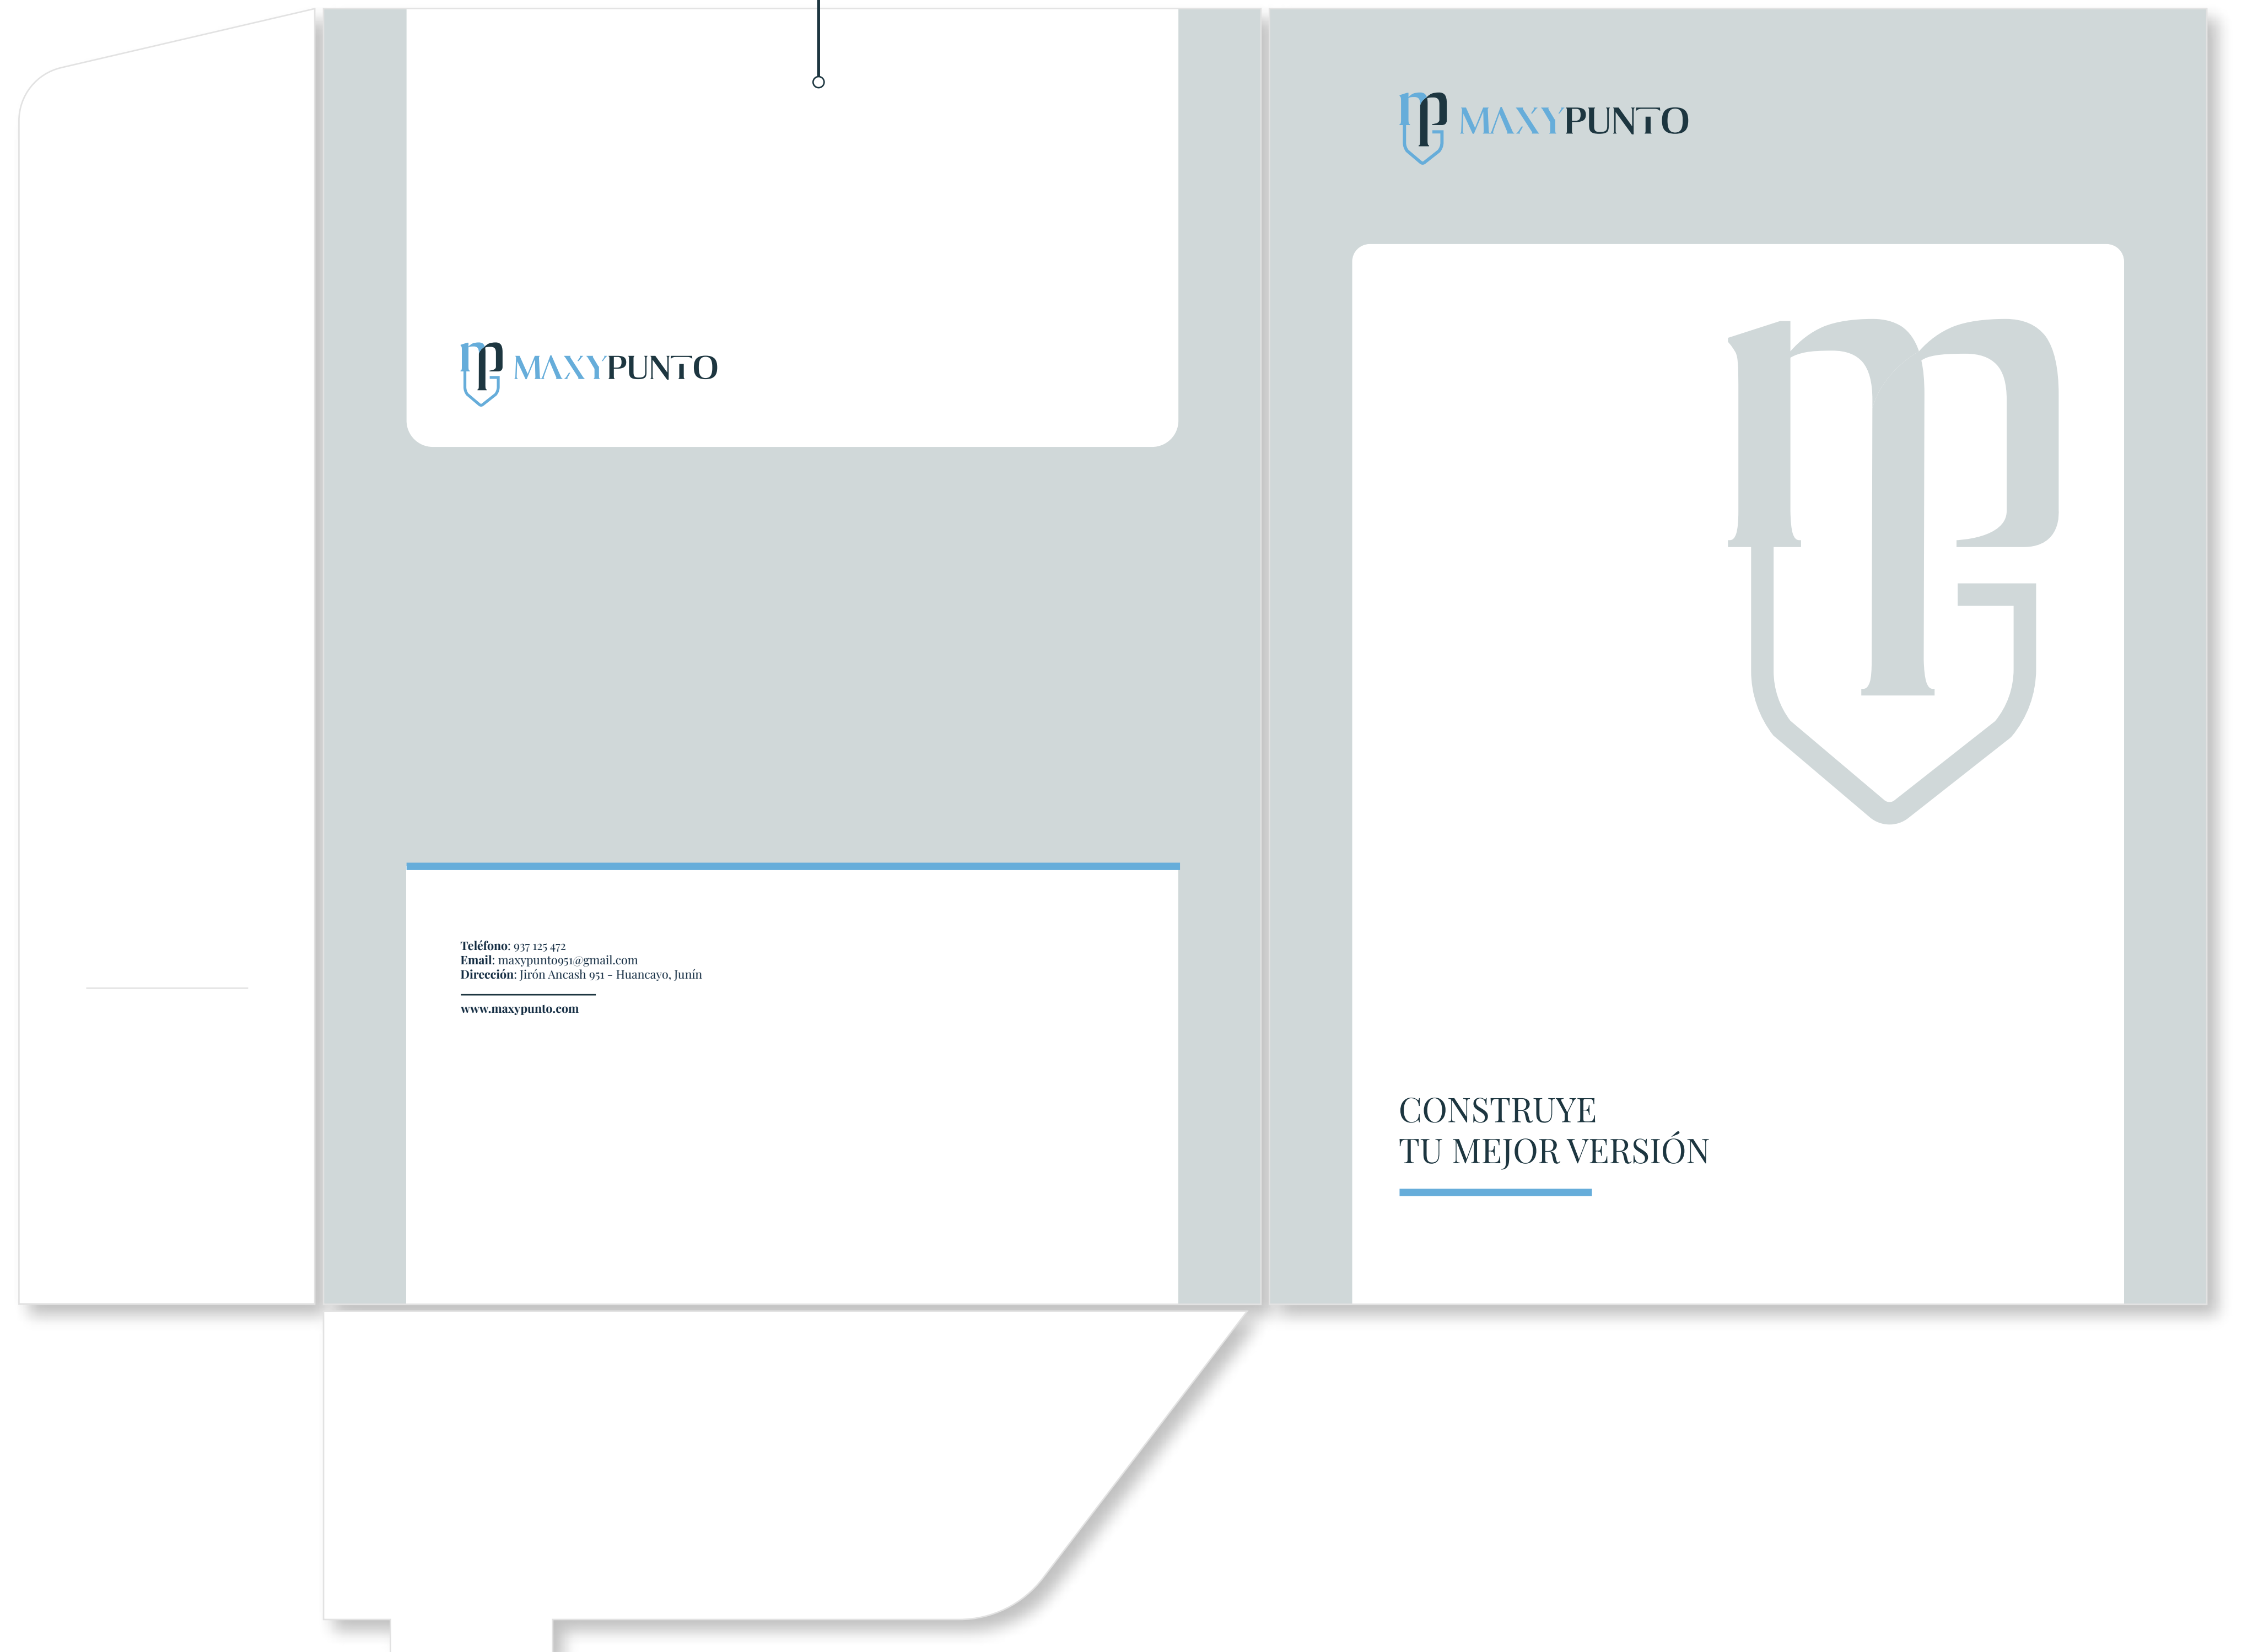 MAXYPUNTO
Teléfono: 937 125 472
Email: maxypunto951@gmail.com
Dirección: Jirón Ancash 951 - Huancayo, Junín
www.maxypunto.com
MAXYPUNTO
CONSTRUYE
TU MEJOR VERSIÓN